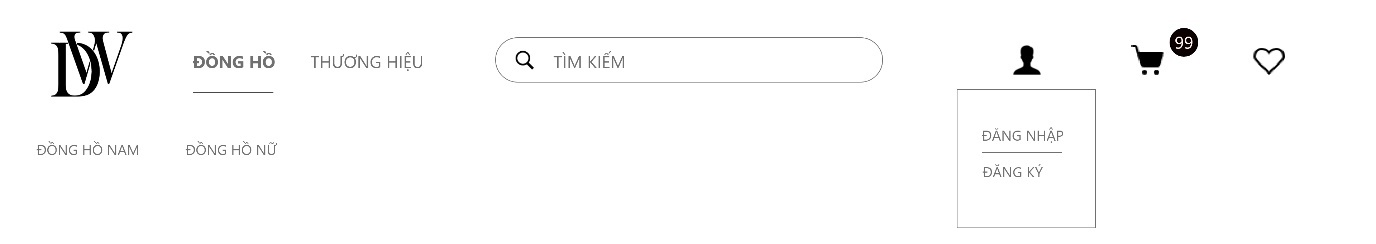 DW
ĐỒNG HỒ THƯƠNG HIỆU TÌM KIẾM 99
ĐỒNG HỒ NAM ĐỒNG HỒ NỮ
ĐĂNG NHẬP
ĐĂNG KÝ